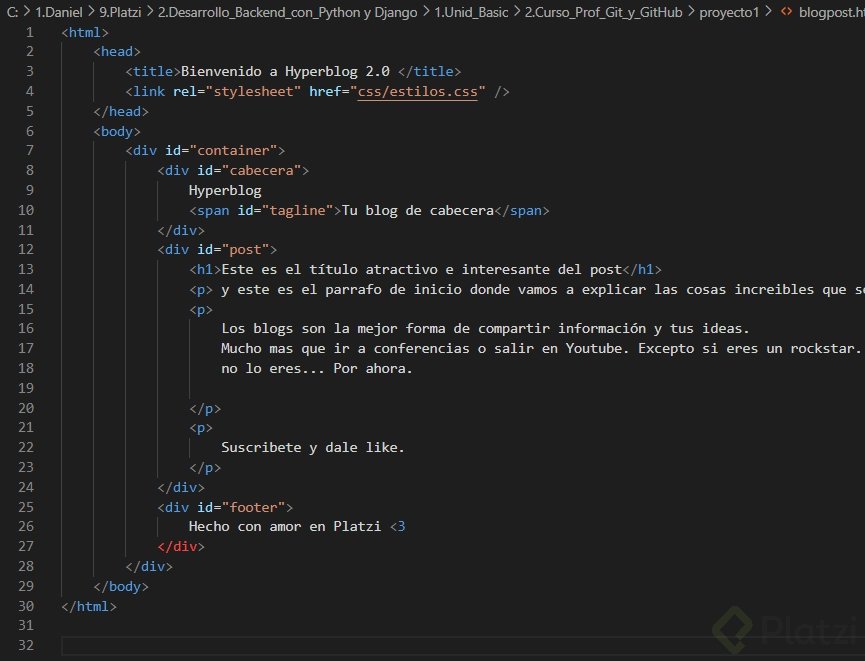 C: > 1.Daniel > 9.Platzi > 2.Desarrollo_Backend_con_Python y Django > 1.Unid_Basic > 2.Curso_Prof_Git_y_GitHub > proyecto1 > <> blogpost.ht
1 <html>
2 <head>
3 <title>Bienvenido a Hyperblog 2.0 </title>
4 <link rel="stylesheet" href="css/estilos.css" />
5 </head>
6 <body>
7 <div id="container">
8 <div id="cabecera">
9 Hyperblog
10 <span id="tagline">Tu blog de cabecera</span>
11 </div>
12 <div id="post">
13 <h1>Este es el título atractivo e interesante del post</h1>
14 <p> y este es el parrafo de inicio donde vamos a explicar las cosas increibles que s
15 <p>
16 Los blogs son la mejor forma de compartir información y tus ideas.
17 Mucho mas que ir a conferencias o salir en Youtube. Excepto si eres un rockstar.
18 no lo eres... Por ahora.
19
20 </p>
21 <p>
22 Suscribete y dale like.
23 </p>
24 </div>
25 <div id="footer">
26 Hecho con amor en Platzi <3
27 </div>
28 </div>
29 </body>
30 </html>
31
32
Platzi